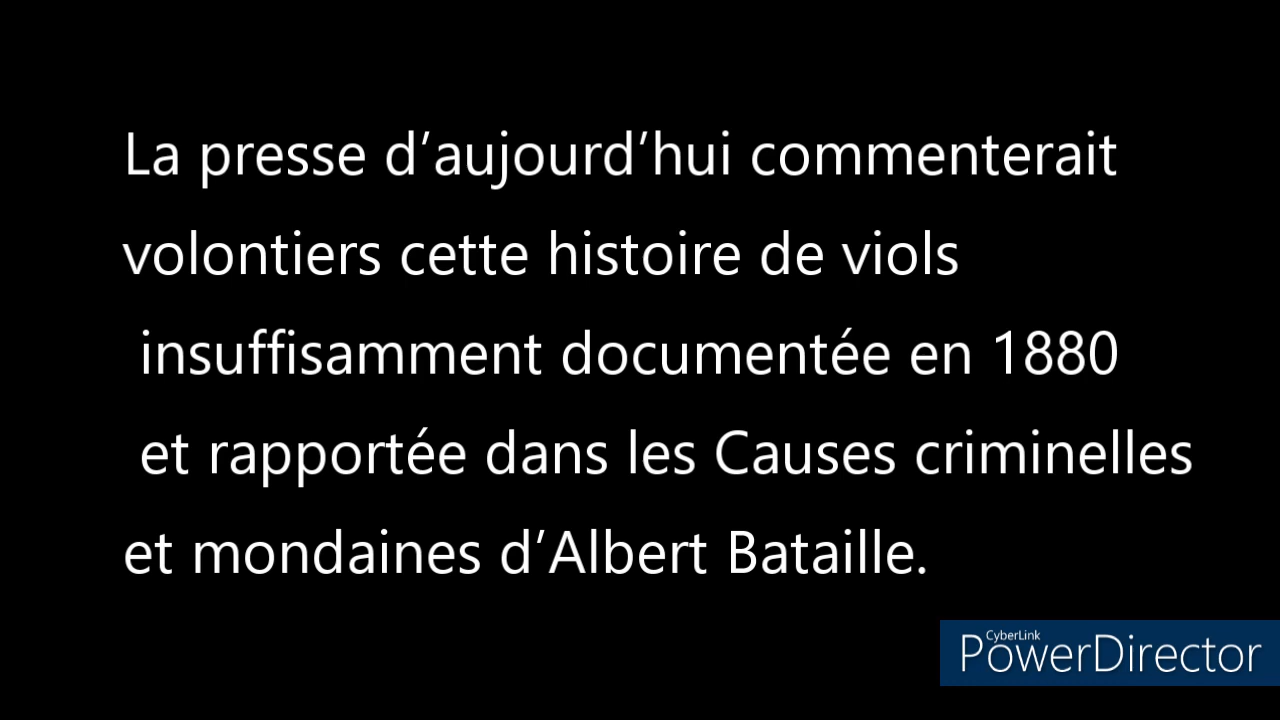 La presse d’aujourd’hui commenterait
volontiers cette histoire de viols
insuffisamment documentée en 1880
et rapportée dans les Causes criminelles
et mondaines d’Albert Bataille.
CyberLink
PowerDirector